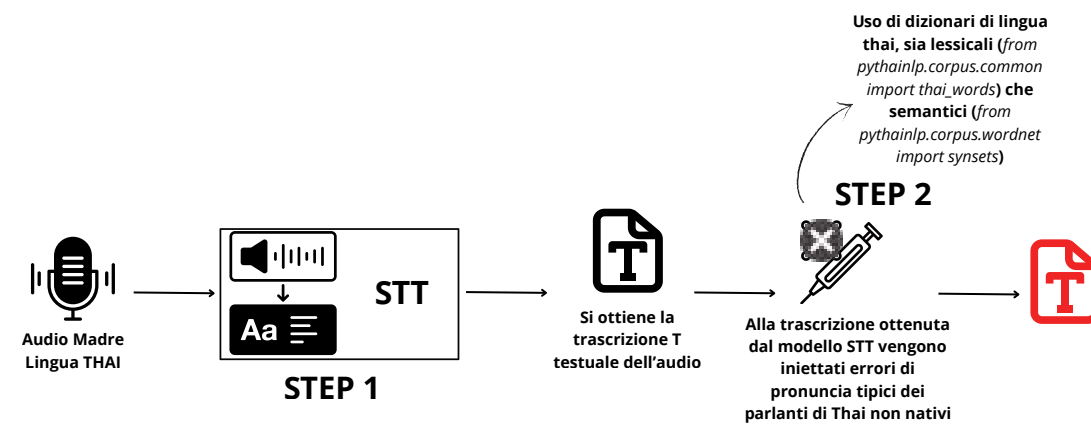 Audio Madre
Lingua THAI
Aa
STT
STEP 1
T
Si ottiene la
trascrizione T
testuale dell'audio
Uso di dizionari di lingua
thai, sia lessicali (from
pythainlp.corpus.common
import thai_words) che
semantici (from
pythainlp.corpus.wordnet
import synsets)
STEP 2
Alla trascrizione ottenuta
dal modello STT vengono
iniettati errori di
pronuncia tipici dei
parlanti di Thai non nativi
T